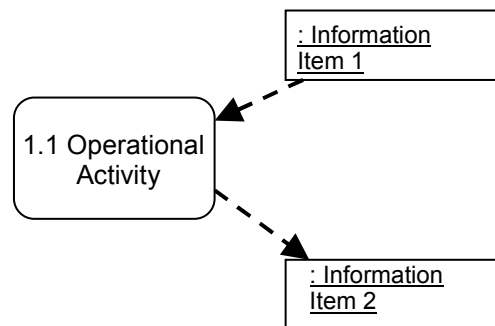 : Information
Item 1
1.1 Operational
Activity
: Information
Item 2